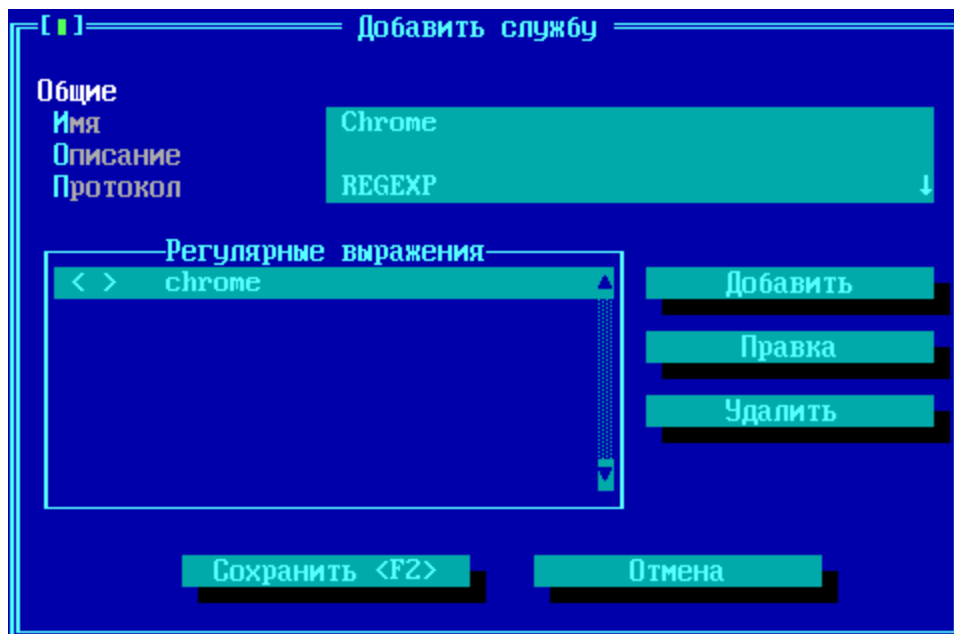 [▮] Добавить службу
Общие
Имя Chrome
Описание
Протокол REGEXP ↓
Регулярные выражения
< > chrome
Добавить
Правка
Удалить
Сохранить <F2> Отмена